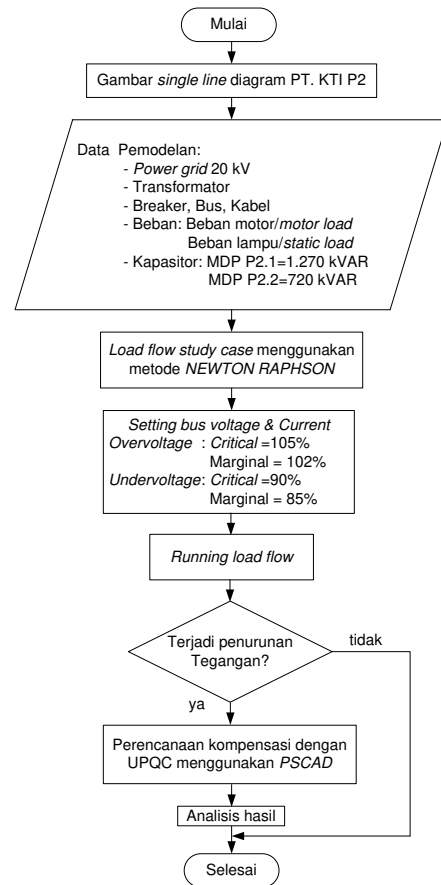 Mulai
Gambar single line diagram PT. KTI P2
Data Pemodelan:
- Power grid 20 kV
- Transformator
- Breaker, Bus, Kabel
- Beban: Beban motor/motor load
Beban lampu/static load
- Kapasitor: MDP P2.1=1.270 kVAR
MDP P2.2=720 kVAR
Load flow study case menggunakan
metode NEWTON RAPHSON
Setting bus voltage & Current
Overvoltage : Critical =105%
Marginal = 102%
Undervoltage: Critical =90%
Marginal = 85%
Running load flow
Terjadi penurunan
Tegangan?
tidak
ya
Perencanaan kompensasi dengan
UPQC menggunakan PSCAD
Analisis hasil
Selesai